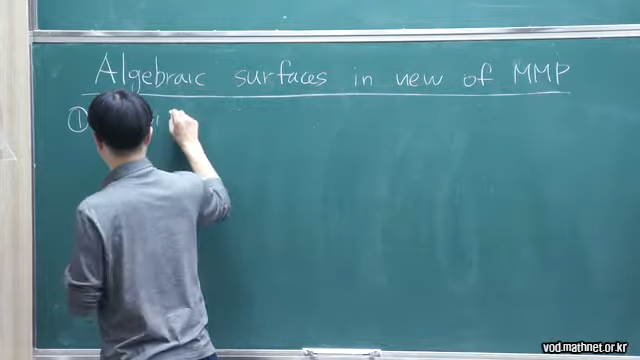 Algebraic surfaces in new of MMP
①
vod.mathnet.or.kr